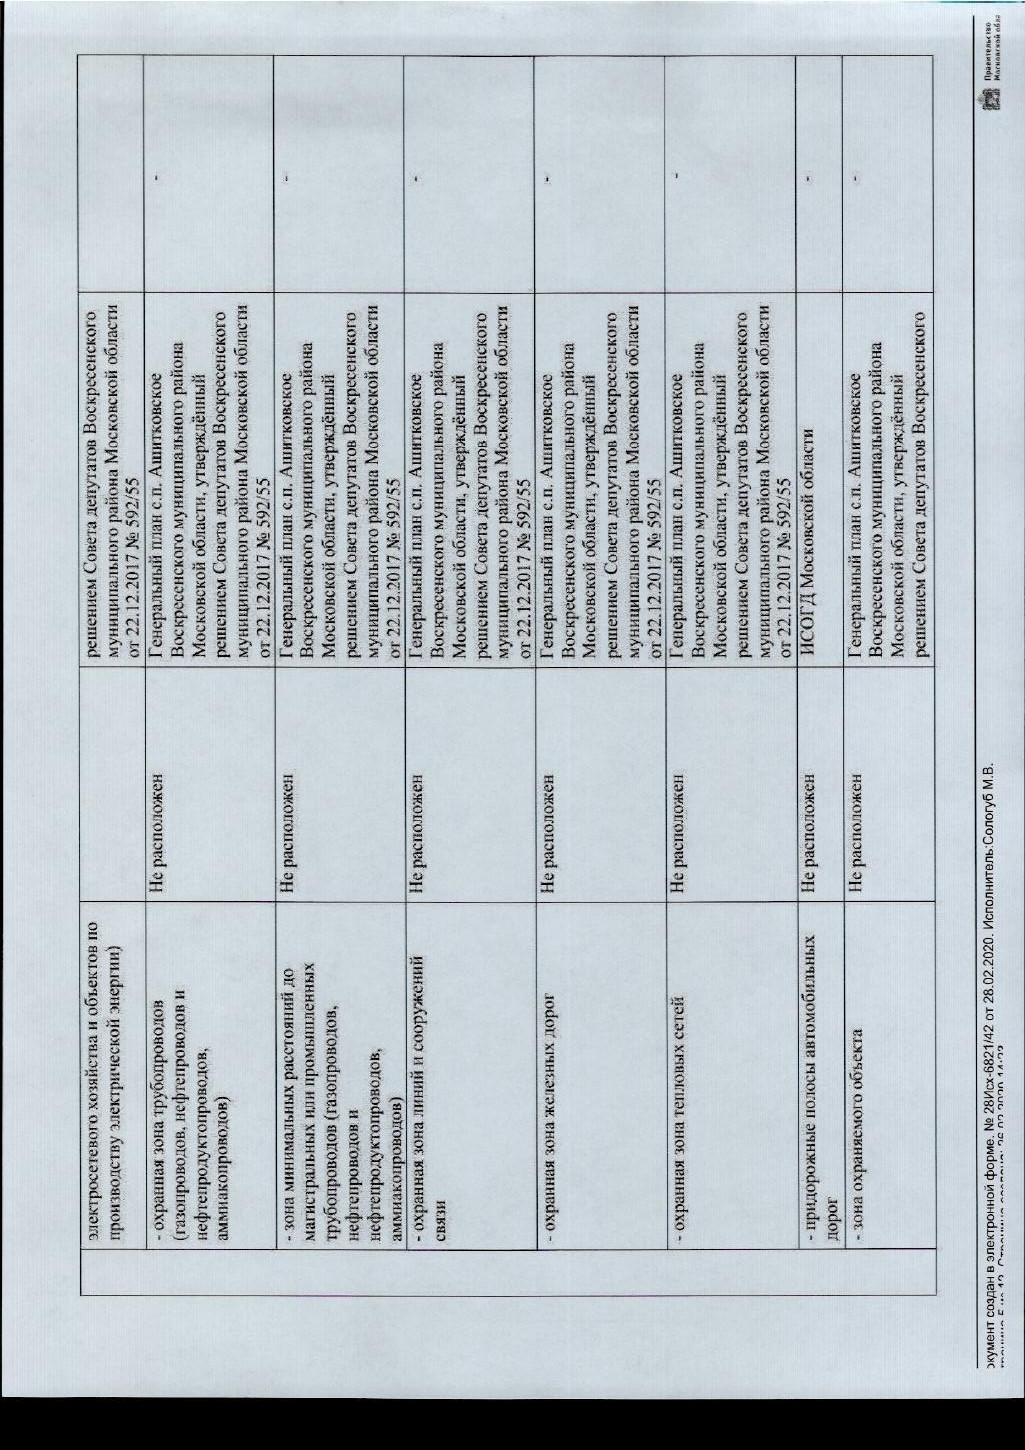 электросетевого хозяйства и объектов по
производству электрической энергии)
решением Совета депутатов Воскресенского
муниципального района Московской области
от 22.12.2017 № 592/55
- охранная зона трубопроводов
(газопроводов, нефтепроводов и
нефтепродуктопроводов,
аммиакопроводов)
Не расположен
Генеральный план с.п. Ашитковское
Воскресенского муниципального района
Московской области, утверждённый
решением Совета депутатов Воскресенского
муниципального района Московской области
от 22.12.2017 № 592/55
-
- зона минимальных расстояний до
магистральных или промышленных
трубопроводов (газопроводов,
нефтепроводов и
нефтепродуктопроводов,
аммиакопроводов)
Не расположен
Генеральный план с.п. Ашитковское
Воскресенского муниципального района
Московской области, утверждённый
решением Совета депутатов Воскресенского
муниципального района Московской области
от 22.12.2017 № 592/55
-
- охранная зона линий и сооружений
связи
Не расположен
Генеральный план с.п. Ашитковское
Воскресенского муниципального района
Московской области, утверждённый
решением Совета депутатов Воскресенского
муниципального района Московской области
от 22.12.2017 № 592/55
-
- охранная зона железных дорог
Не расположен
Генеральный план с.п. Ашитковское
Воскресенского муниципального района
Московской области, утверждённый
решением Совета депутатов Воскресенского
муниципального района Московской области
от 22.12.2017 № 592/55
-
- охранная зона тепловых сетей
Не расположен
Генеральный план с.п. Ашитковское
Воскресенского муниципального района
Московской области, утверждённый
решением Совета депутатов Воскресенского
муниципального района Московской области
от 22.12.2017 № 592/55
-
- придорожные полосы автомобильных
дорог
Не расположен
ИСОГД Московской области
-
- зона охраняемого объекта
Не расположен
Генеральный план с.п. Ашитковское
Воскресенского муниципального района
Московской области, утверждённый
решением Совета депутатов Воскресенского
-
окумент создан в электронной форме. № 28Исх-6821/42 от 28.02.2020. Исполнитель:Сологуб М.В.
Правительство
Московской обла